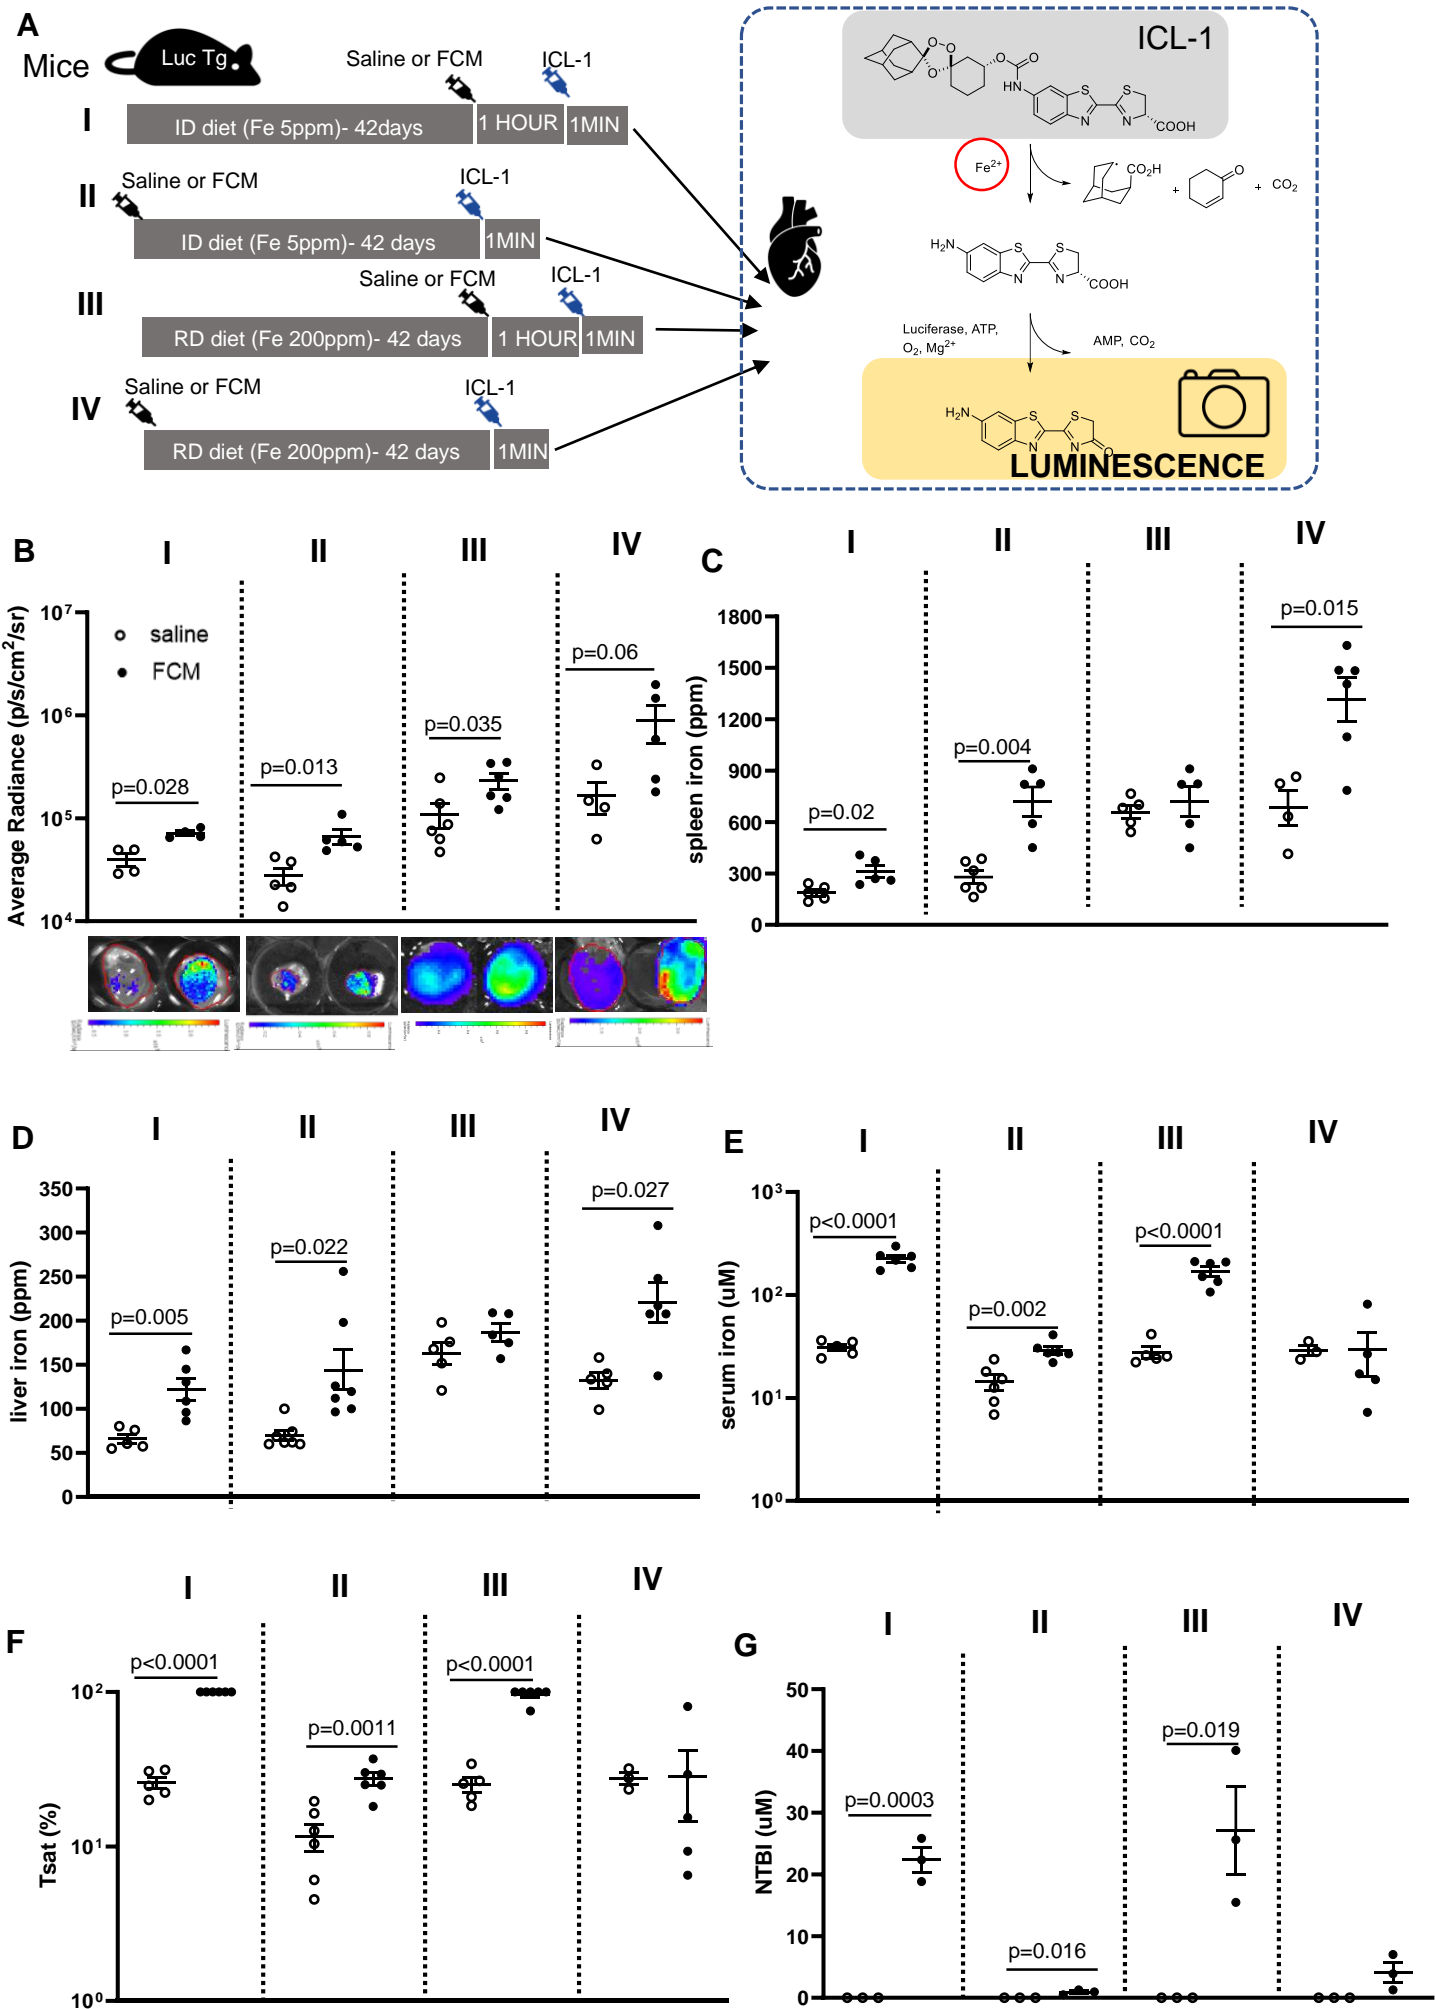 A
Mice
Luc Tg
I
Saline or FCM
ICL-1
ID diet (Fe 5ppm)- 42days
1 HOUR
1MIN
II
Saline or FCM
ICL-1
ID diet (Fe 5ppm)- 42 days
1MIN
III
Saline or FCM
ICL-1
RD diet (Fe 200ppm)- 42 days
1 HOUR
1MIN
IV
Saline or FCM
ICL-1
RD diet (Fe 200ppm)- 42 days
1MIN
ICL-1
O-O
O
O
O
HN
S
N
S
N
COOH
Fe2+
CO2H
+
O
+ CO2
H2N
S
N
S
N
COOH
Luciferase, ATP,
O2, Mg2+
AMP, CO2
H2N
S
N
S
N
O
LUMINESCENCE
B
I
II
III
IV
Average Radiance (p/s/cm2/sr)
10^7
10^6
10^5
10^4
saline
FCM
p=0.028
p=0.013
p=0.035
p=0.06
C
I
II
III
IV
spleen iron (ppm)
1800
1500
1200
900
600
300
0
p=0.02
p=0.004
p=0.015
D
I
II
III
IV
liver iron (ppm)
350
300
250
200
150
100
50
0
p=0.005
p=0.022
p=0.027
E
I
II
III
IV
serum iron (uM)
10^3
10^2
10^1
10^0
p<0.0001
p=0.002
p<0.0001
F
I
II
III
IV
Tsat (%)
10^2
10^1
10^0
p<0.0001
p=0.0011
p<0.0001
G
I
II
III
IV
NTBI (uM)
50
40
30
20
10
0
p=0.0003
p=0.016
p=0.019